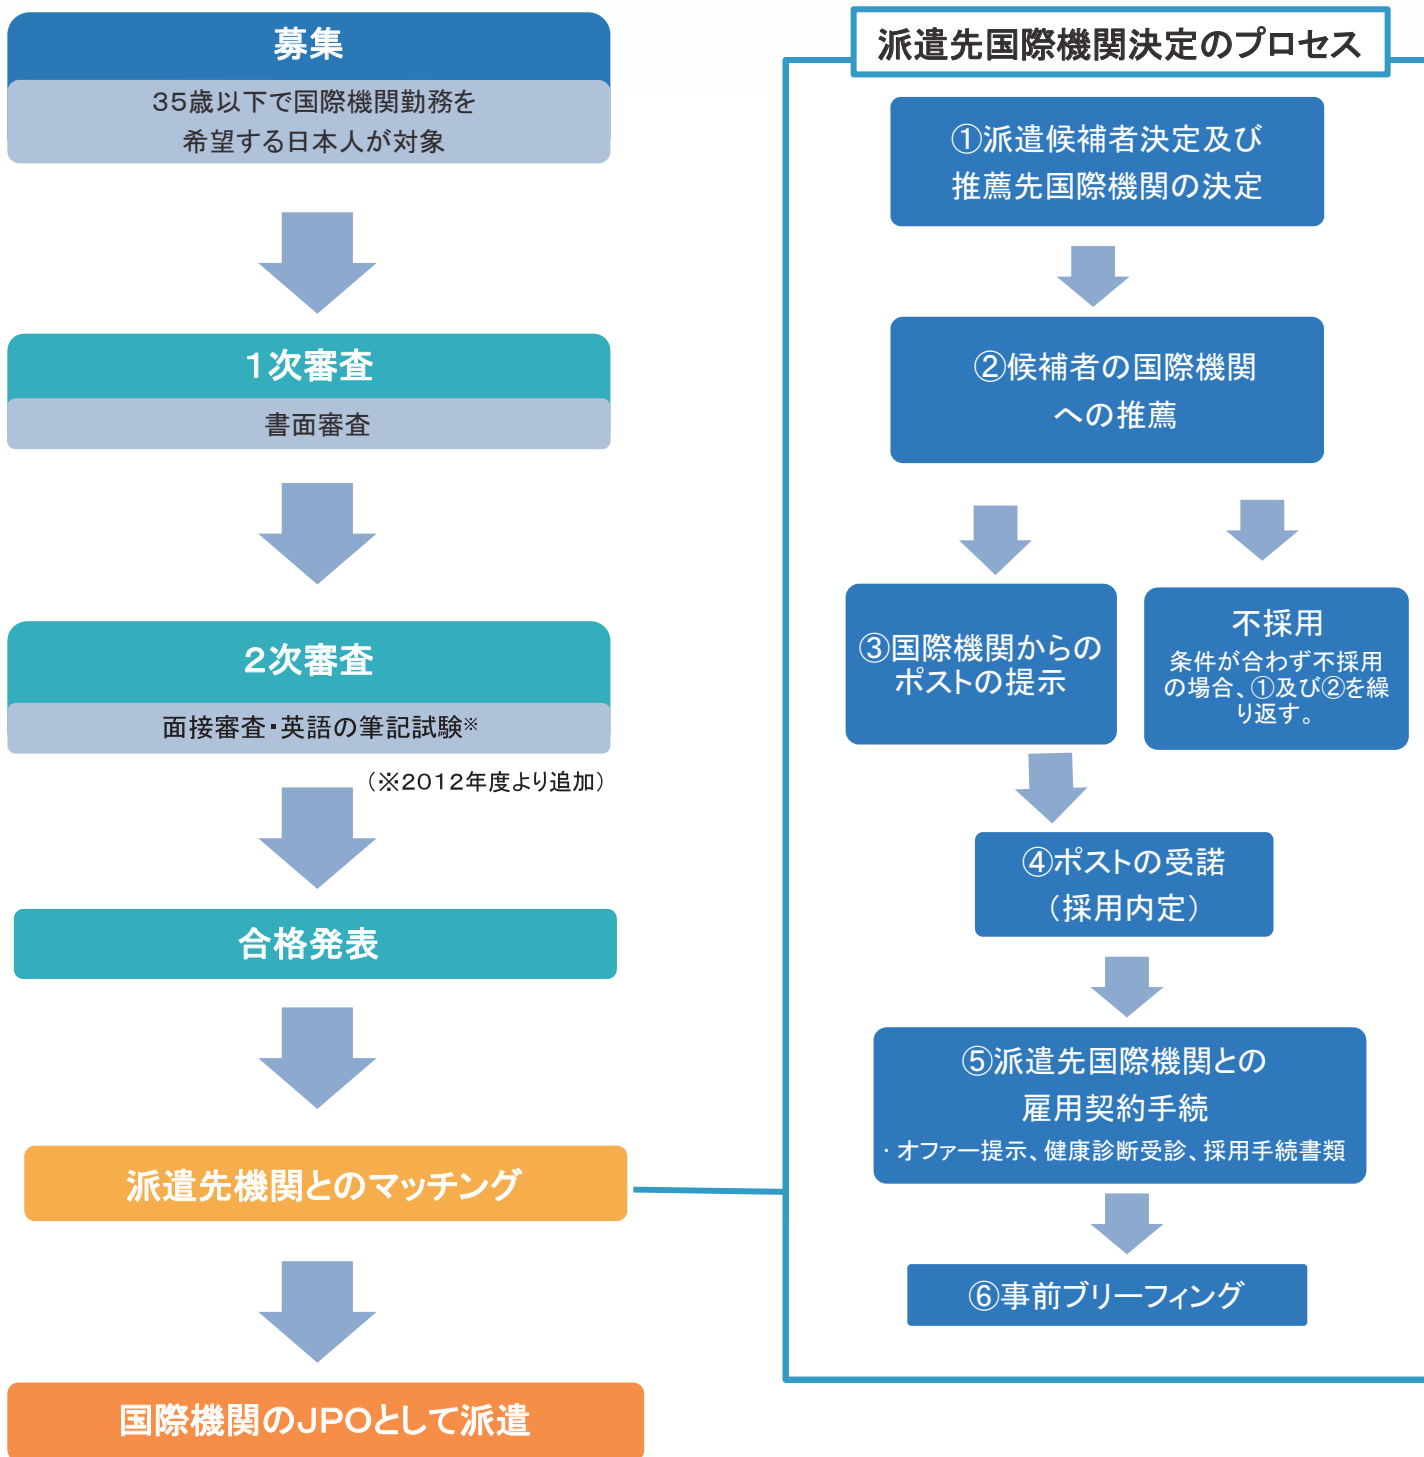 募集
35歳以下で国際機関勤務を
希望する日本人が対象
1次審査
書面審査
2次審査
面接審査・英語の筆記試験※
（※2012年度より追加）
合格発表
派遣先機関とのマッチング
国際機関のJPOとして派遣
派遣先国際機関決定のプロセス
①派遣候補者決定及び
推薦先国際機関の決定
②候補者の国際機関
への推薦
③国際機関からの
ポストの提示
不採用
条件が合わず不採用
の場合、①及び②を繰
り返す。
④ポストの受諾
（採用内定）
⑤派遣先国際機関との
雇用契約手続
・オファー提示、健康診断受診、採用手続書類
⑥事前ブリーフィング